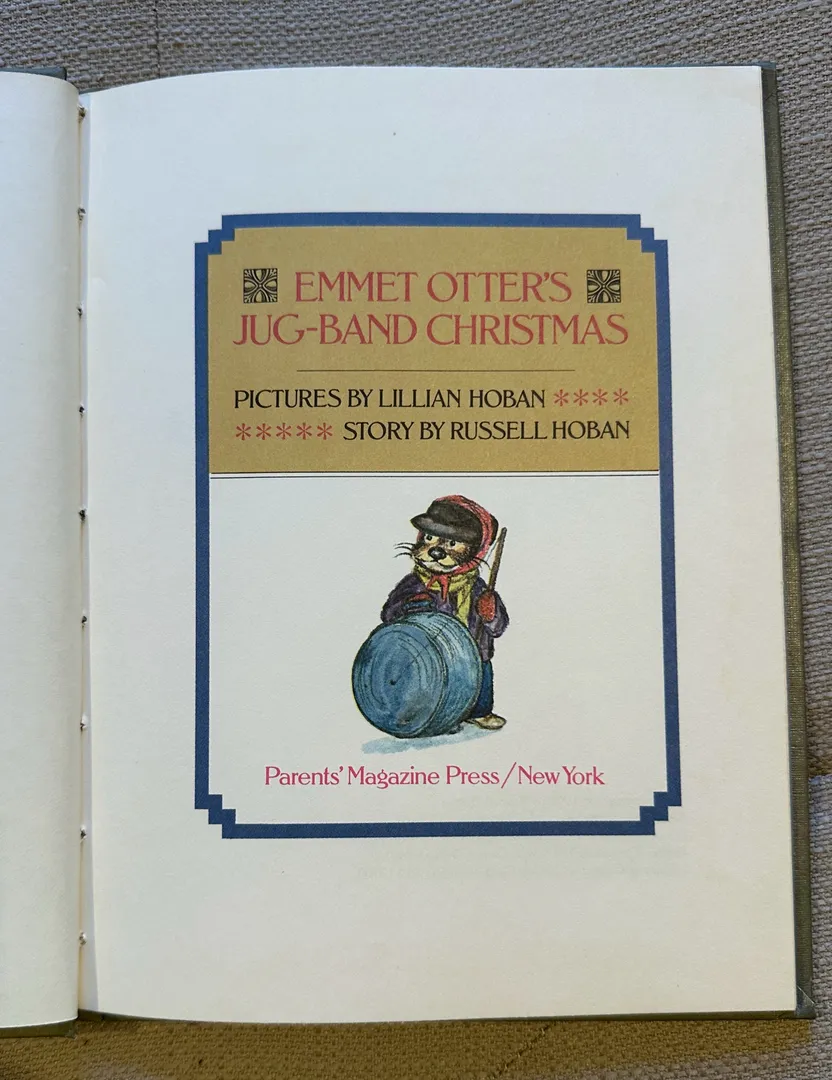 EMMET OTTER'S
JUG-BAND CHRISTMAS
PICTURES BY LILLIAN HOBAN ****
***** STORY BY RUSSELL HOBAN
Parents' Magazine Press/New York